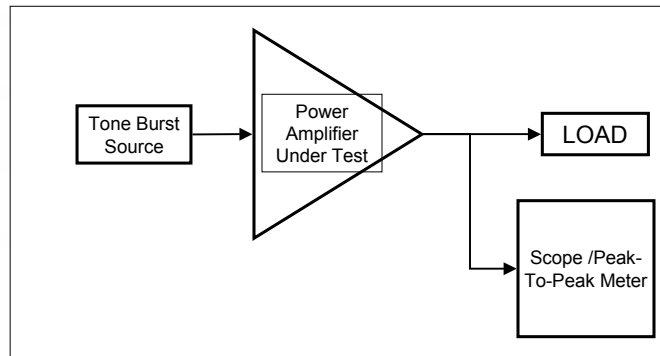 Tone Burst
Source
Power
Amplifier
Under Test
LOAD
Scope /Peak-
To-Peak Meter